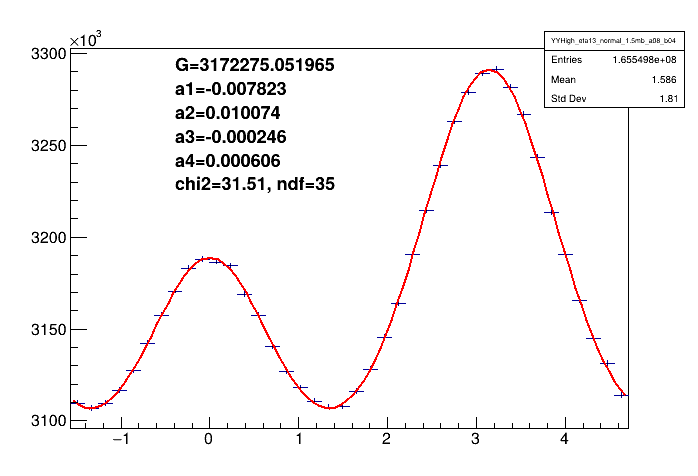 ×10³
YYHigh_eta13_normal_1.5mb_a08_b04
Entries 1.655498e+08
Mean 1.586
Std Dev 1.81
G=3172275.051965
a1=-0.007823
a2=0.010074
a3=-0.000246
a4=0.000606
chi2=31.51, ndf=35
3300
3250
3200
3150
3100
−1 0 1 2 3 4